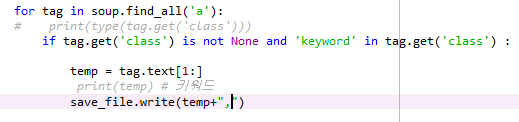 for tag in soup.find_all('a'):
#    print(type(tag.get('class')))
    if tag.get('class') is not None and 'keyword' in tag.get('class') :
        temp = tag.text[1:]
         print(temp) # 키워드
        save_file.write(temp+",")